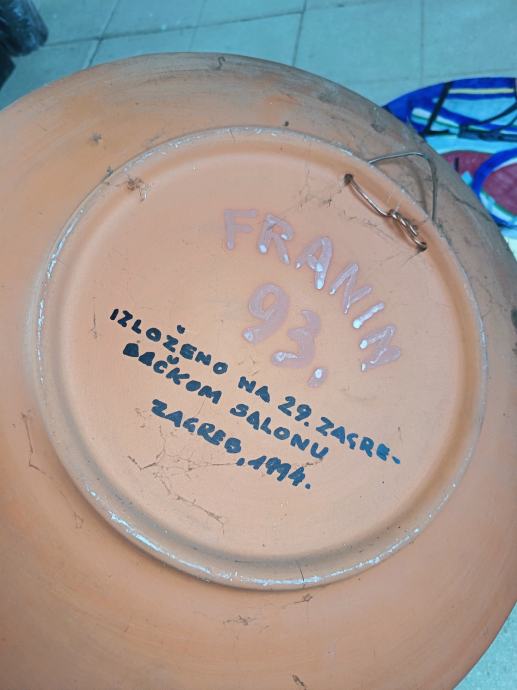 FRANIN
93.
IZLOŽENO NA 29. ZAGRE-
BAČKOM SALONU
ZAGREB, 1994.